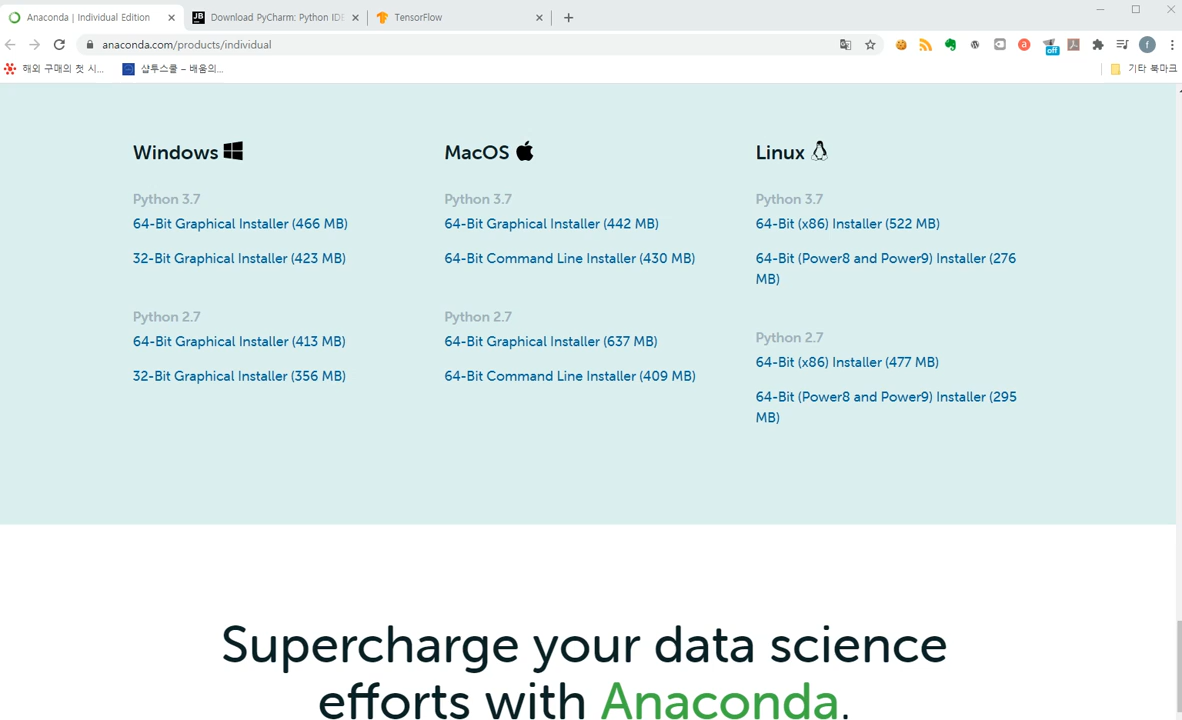 Anaconda | Individual Edition
Download PyCharm: Python IDE
TensorFlow
anaconda.com/products/individual
off
f
해외 구매의 첫 시...
샵투스쿨 – 배움의...
기타 북마크
Windows
MacOS
Linux
Python 3.7
64-Bit Graphical Installer (466 MB)
32-Bit Graphical Installer (423 MB)
Python 2.7
64-Bit Graphical Installer (413 MB)
32-Bit Graphical Installer (356 MB)
Python 3.7
64-Bit Graphical Installer (442 MB)
64-Bit Command Line Installer (430 MB)
Python 2.7
64-Bit Graphical Installer (637 MB)
64-Bit Command Line Installer (409 MB)
Python 3.7
64-Bit (x86) Installer (522 MB)
64-Bit (Power8 and Power9) Installer (276
MB)
Python 2.7
64-Bit (x86) Installer (477 MB)
64-Bit (Power8 and Power9) Installer (295
MB)
Supercharge your data science
efforts with Anaconda.